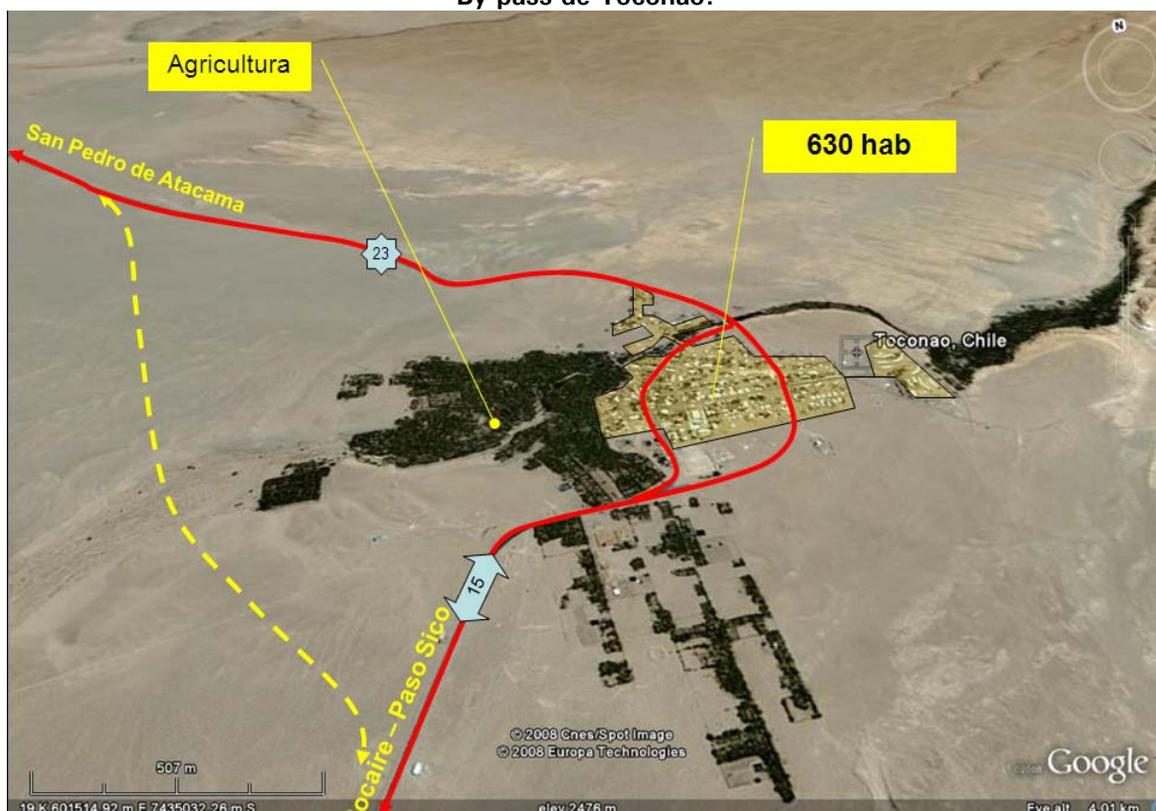 By pass de Toconao.
Agricultura
630 hab
San Pedro de Atacama
23
Toconao, Chile
15
ocaire – Paso Sico
© 2008 Cnes/Spot Image
© 2008 Europa Technologies
507 m
Google
19 K 601514.92 m E 7435032.26 m S
elev 2476 m
Eye alt 4.01 km
N